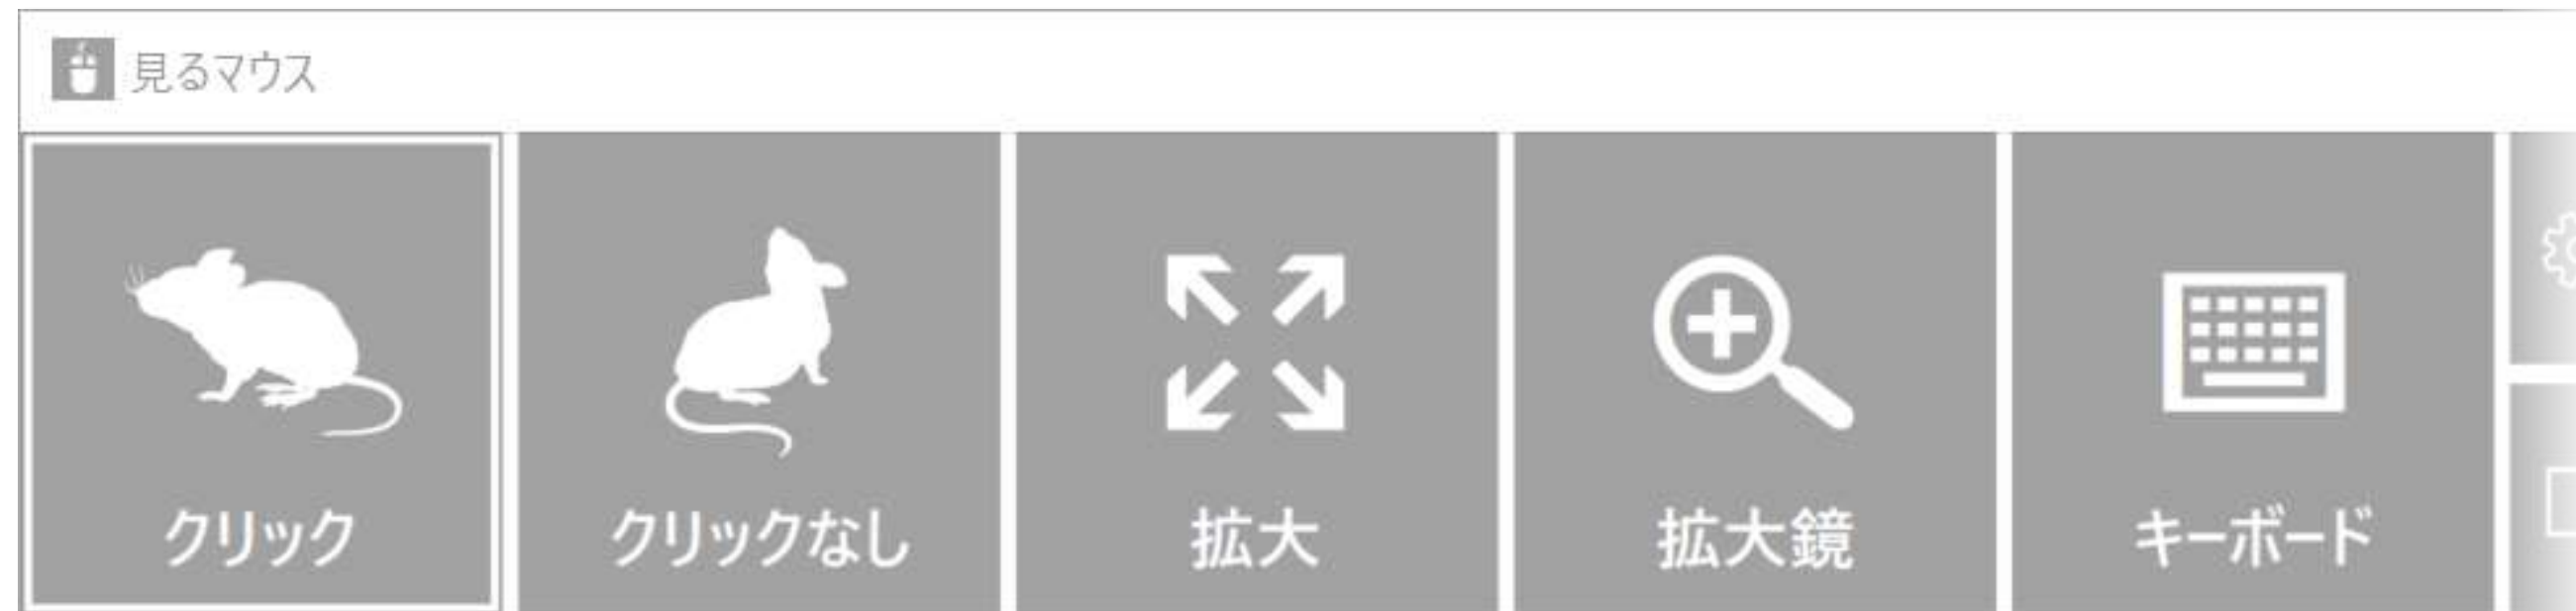 見るマウス
クリック
クリックなし
拡大
拡大鏡
キーボード